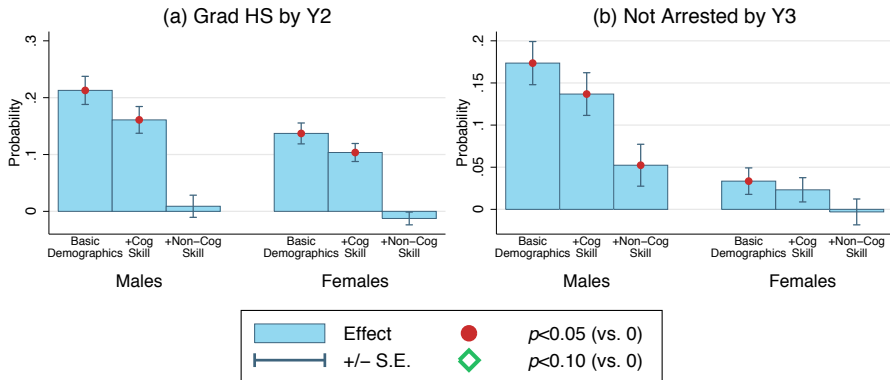 (a) Grad HS by Y2
(b) Not Arrested by Y3
Probability
0
.1
.2
.3
Basic Demographics
+Cog Skill
+Non−Cog Skill
Males
Basic Demographics
+Cog Skill
+Non−Cog Skill
Females
Probability
0
.05
.1
.15
.2
Basic Demographics
+Cog Skill
+Non−Cog Skill
Males
Basic Demographics
+Cog Skill
+Non−Cog Skill
Females
Effect
p<0.05 (vs. 0)
+/− S.E.
p<0.10 (vs. 0)